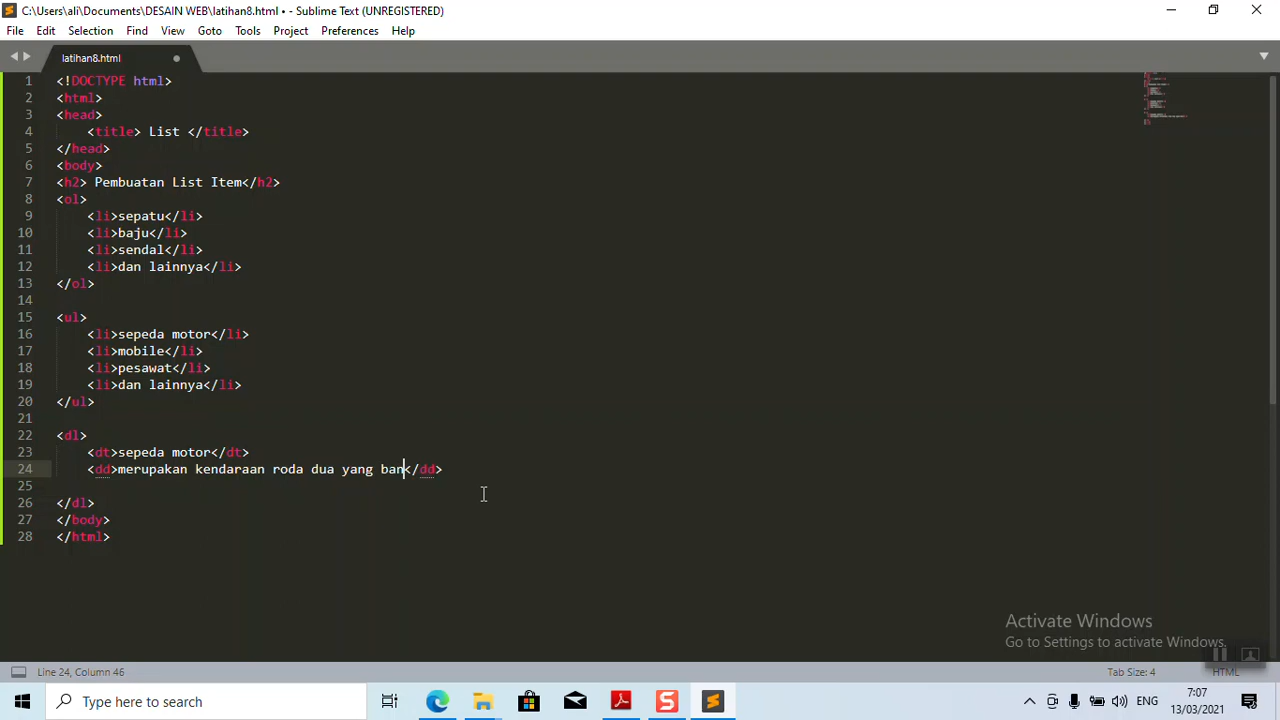 C:\Users\ali\Documents\DESAIN WEB\latihan8.html • - Sublime Text (UNREGISTERED)
File Edit Selection Find View Goto Tools Project Preferences Help
latihan8.html
1 <!DOCTYPE html>
2 <html>
3 <head>
4     <title> List </title>
5 </head>
6 <body>
7 <h2> Pembuatan List Item</h2>
8 <ol>
9     <li>sepatu</li>
10     <li>baju</li>
11     <li>sendal</li>
12     <li>dan lainnya</li>
13 </ol>
14
15 <ul>
16     <li>sepeda motor</li>
17     <li>mobile</li>
18     <li>pesawat</li>
19     <li>dan lainnya</li>
20 </ul>
21
22 <dl>
23     <dt>sepeda motor</dt>
24     <dd>merupakan kendaraan roda dua yang ban</dd>
25
26 </dl>
27 </body>
28 </html>
Activate Windows
Go to Settings to activate Windows.
Line 24, Column 46 Tab Size: 4 HTML
Type here to search
ENG
7:07
13/03/2021